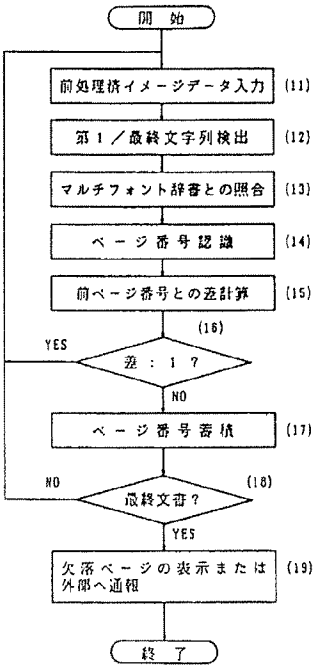 開 始
前処理済イメージデータ入力 (11)
第1/最終文字列検出 (12)
マルチフォント辞書との照合 (13)
ページ番号認識 (14)
前ページ番号との差計算 (15)
(16)
YES
差 : 1 ?
NO
ページ番号蓄積 (17)
(18)
NO
最終文書?
YES
欠落ページの表示または (19)
外部へ通報
終 了